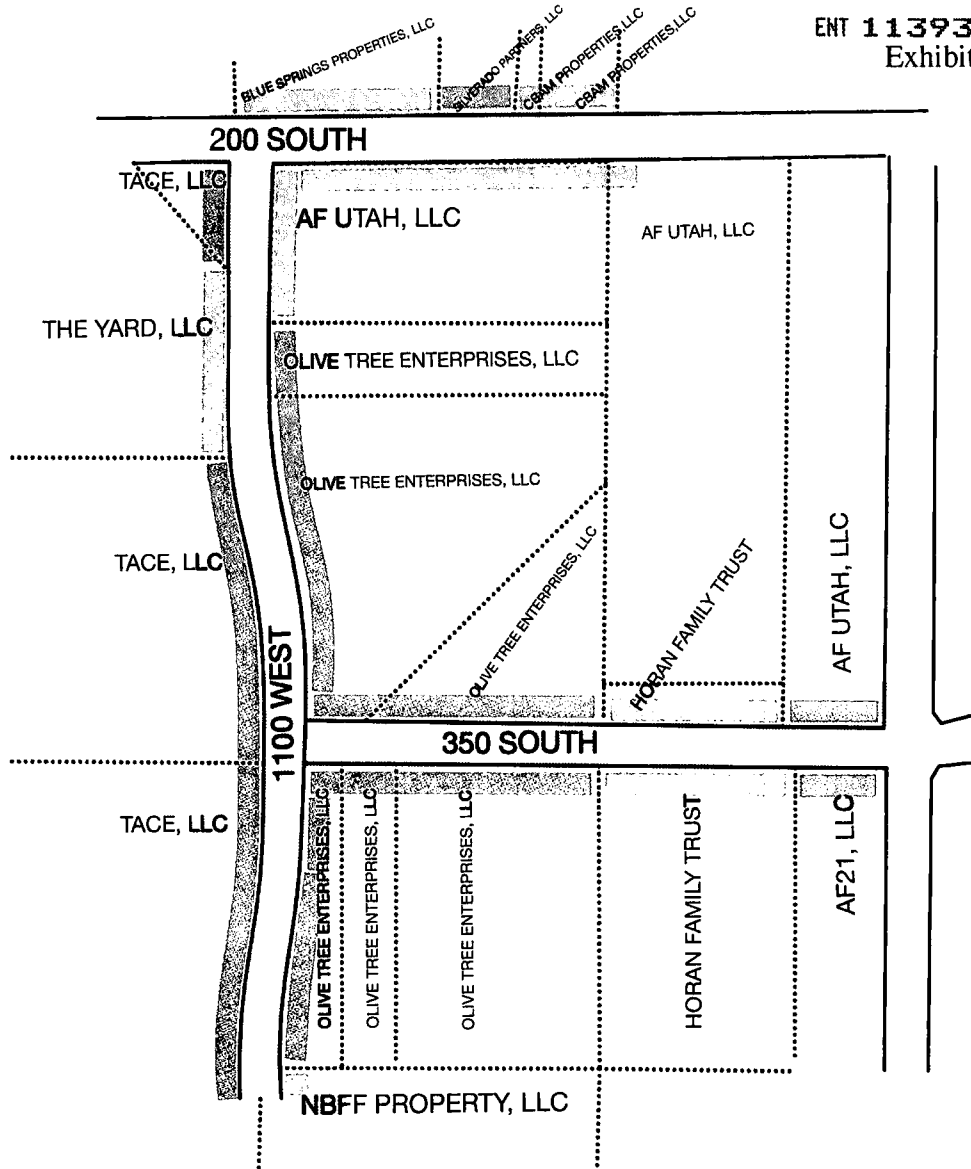 ENT 11393
Exhibit
BLUE SPRINGS PROPERTIES, LLC
SILVERADO PARTNERS, LLC
CBAM PROPERTIES, LLC
CBAM PROPERTIES, LLC
200 SOUTH
TACE, LLC
AF UTAH, LLC
AF UTAH, LLC
THE YARD, LLC
OLIVE TREE ENTERPRISES, LLC
OLIVE TREE ENTERPRISES, LLC
TACE, LLC
OLIVE TREE ENTERPRISES, LLC
HORAN FAMILY TRUST
AF UTAH, LLC
1100 WEST
350 SOUTH
TACE, LLC
OLIVE TREE ENTERPRISES, LLC
OLIVE TREE ENTERPRISES, LLC
OLIVE TREE ENTERPRISES, LLC
HORAN FAMILY TRUST
AF21, LLC
NBFF PROPERTY, LLC